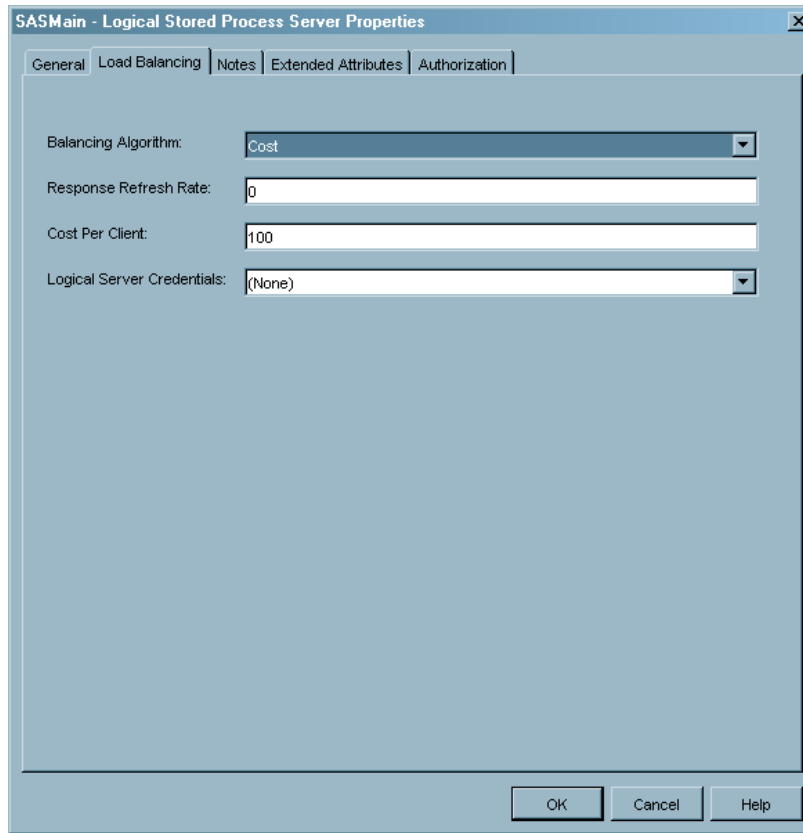 SASMain - Logical Stored Process Server Properties
General Load Balancing Notes Extended Attributes Authorization
Balancing Algorithm: Cost
Response Refresh Rate: 0
Cost Per Client: 100
Logical Server Credentials: (None)
OK Cancel Help